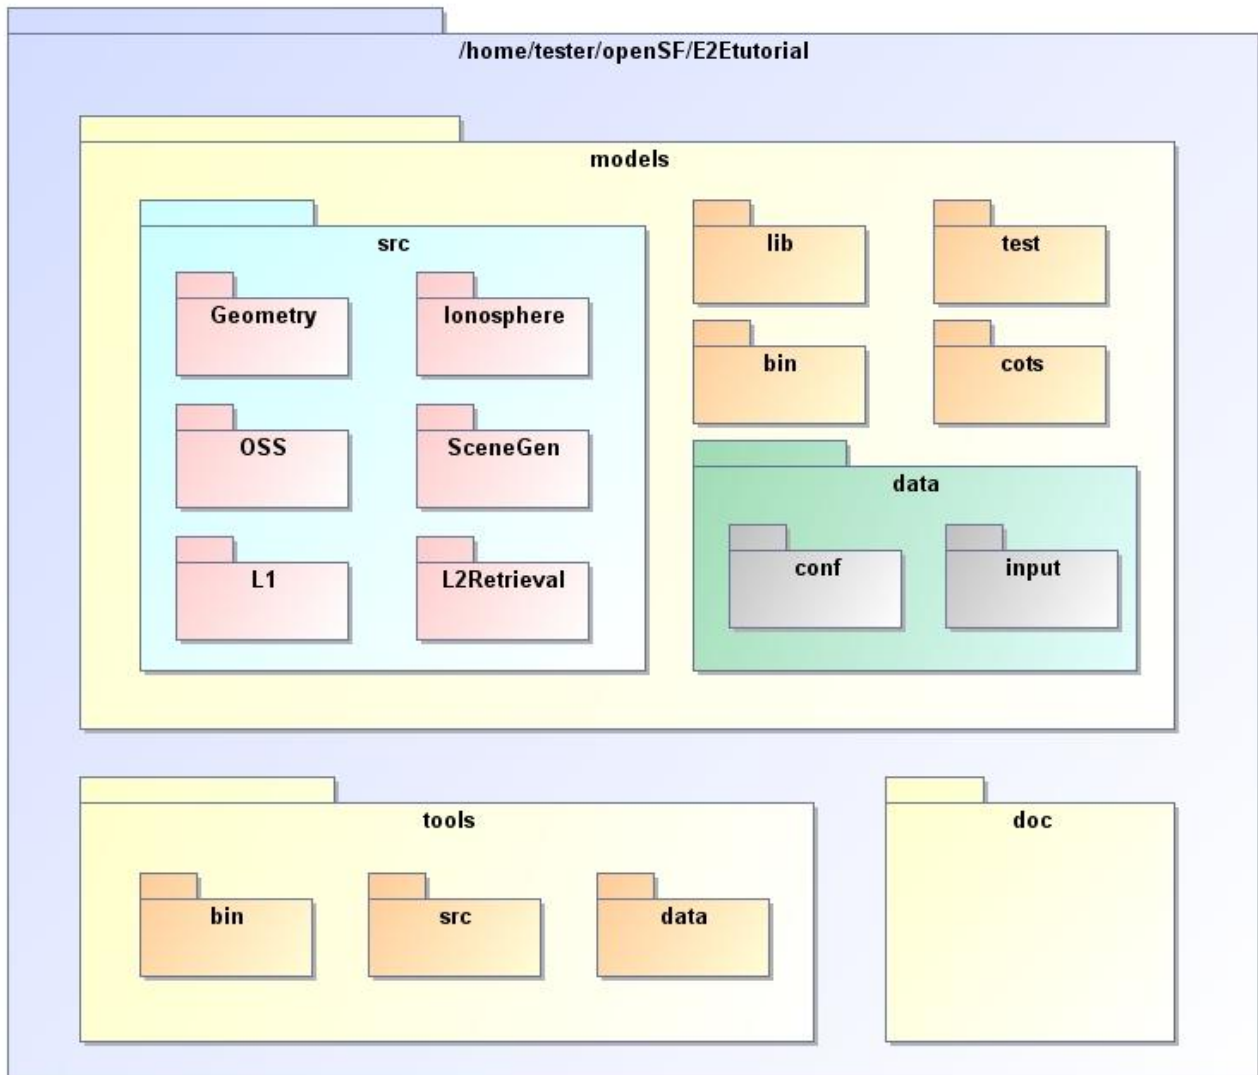 /home/tester/openSF/E2Etutorial
models
src
Geometry
Ionosphere
OSS
SceneGen
L1
L2Retrieval
lib
test
bin
cots
data
conf
input
tools
bin
src
data
doc